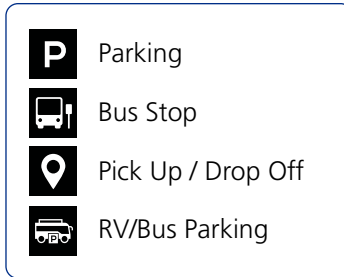 P Parking
Bus Stop
Pick Up / Drop Off
P RV/Bus Parking